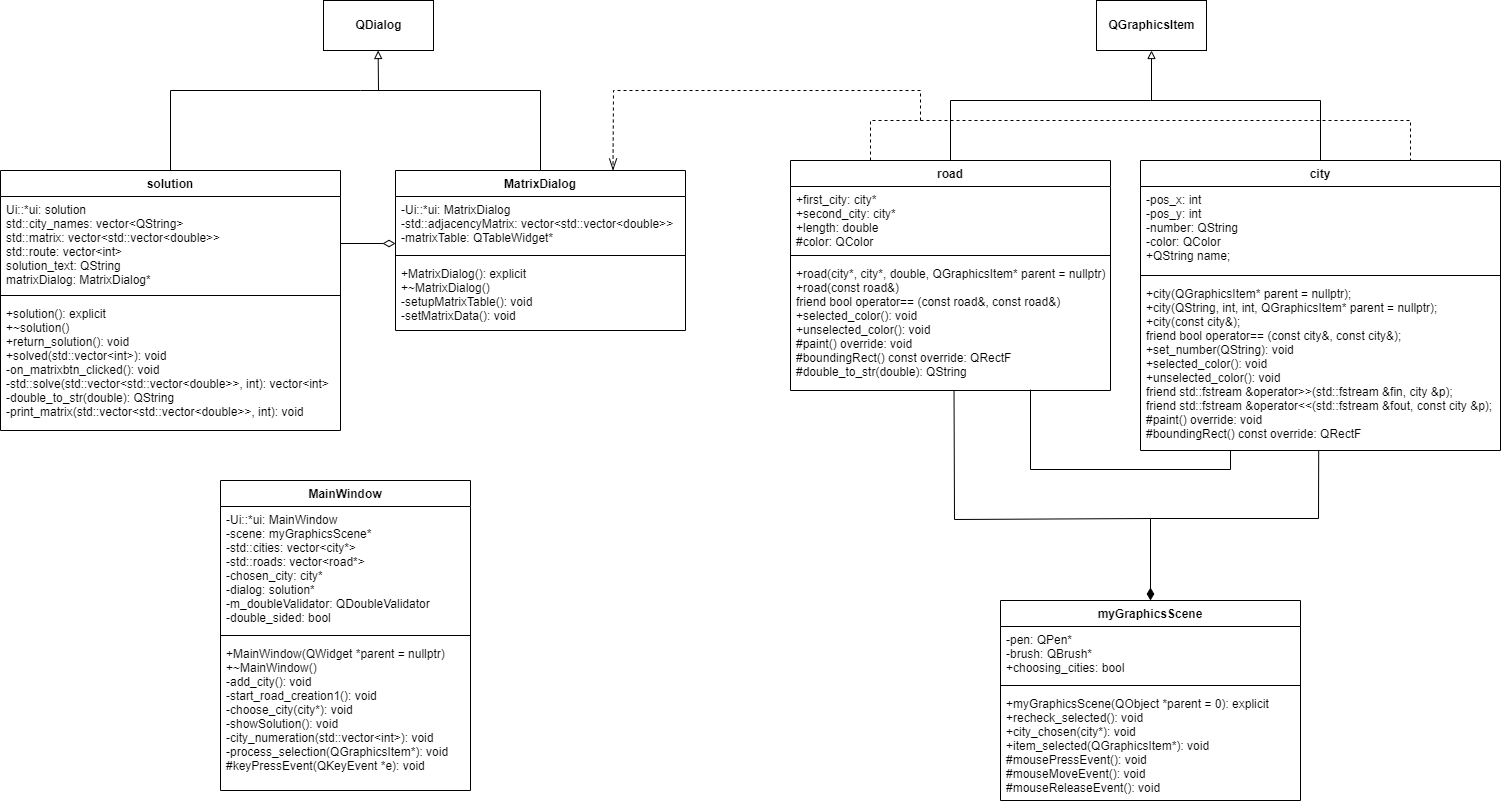 QDialog
QGraphicsItem
solution
Ui::*ui: solution
std::city_names: vector<QString>
std::matrix: vector<std::vector<double>>
std::route: vector<int>
solution_text: QString
matrixDialog: MatrixDialog*
+solution(): explicit
+~solution()
+return_solution(): void
+solved(std::vector<int>): void
-on_matrixbtn_clicked(): void
-std::solve(std::vector<std::vector<double>>, int): vector<int>
-double_to_str(double): QString
-print_matrix(std::vector<std::vector<double>>, int): void
MatrixDialog
-Ui::*ui: MatrixDialog
-std::adjacencyMatrix: vector<std::vector<double>>
-matrixTable: QTableWidget*
+MatrixDialog(): explicit
+~MatrixDialog()
-setupMatrixTable(): void
-setMatrixData(): void
road
+first_city: city*
+second_city: city*
+length: double
#color: QColor
+road(city*, city*, double, QGraphicsItem* parent = nullptr)
+road(const road&)
friend bool operator== (const road&, const road&)
+selected_color(): void
+unselected_color(): void
#paint() override: void
#boundingRect() const override: QRectF
#double_to_str(double): QString
city
-pos_x: int
-pos_y: int
-number: QString
-color: QColor
+QString name;
+city(QGraphicsItem* parent = nullptr);
+city(QString, int, int, QGraphicsItem* parent = nullptr);
+city(const city&);
friend bool operator== (const city&, const city&);
+set_number(QString): void
+selected_color(): void
+unselected_color(): void
friend std::fstream &operator>>(std::fstream &fin, city &p);
friend std::fstream &operator<<(std::fstream &fout, const city &p);
#paint() override: void
#boundingRect() const override: QRectF
MainWindow
-Ui::*ui: MainWindow
-scene: myGraphicsScene*
-std::cities: vector<city*>
-std::roads: vector<road*>
-chosen_city: city*
-dialog: solution*
-m_doubleValidator: QDoubleValidator
-double_sided: bool
+MainWindow(QWidget *parent = nullptr)
+~MainWindow()
-add_city(): void
-start_road_creation1(): void
-choose_city(city*): void
-showSolution(): void
-city_numeration(std::vector<int>): void
-process_selection(QGraphicsItem*): void
#keyPressEvent(QKeyEvent *e): void
myGraphicsScene
-pen: QPen*
-brush: QBrush*
+choosing_cities: bool
+myGraphicsScene(QObject *parent = 0): explicit
+recheck_selected(): void
+city_chosen(city*): void
+item_selected(QGraphicsItem*): void
#mousePressEvent(): void
#mouseMoveEvent(): void
#mouseReleaseEvent(): void